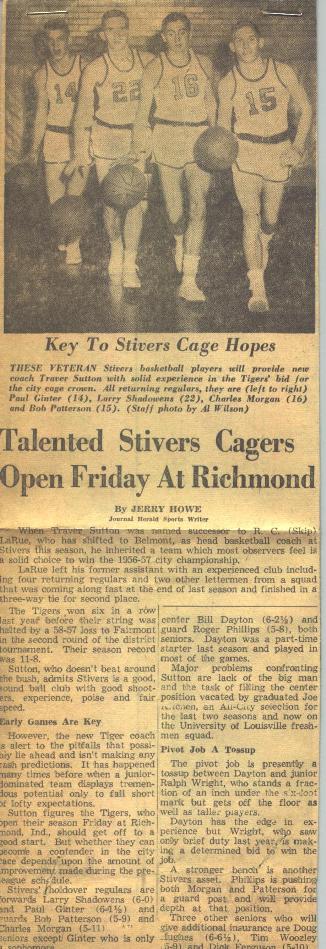 14
22
16
15
Key To Stivers Cage Hopes
THESE VETERAN Stivers basketball players will provide new
coach Traver Sutton with solid experience in the Tigers' bid for
the city cage crown. All returning regulars, they are (left to right)
Paul Ginter (14), Larry Shadowens (22), Charles Morgan (16)
and Bob Patterson (15). (Staff photo by Al Wilson)
Talented Stivers Cagers
Open Friday At Richmond
By JERRY HOWE
Journal Herald Sports Writer
When Traver Sutton was named successor to R. C. (Skip)
LaRue, who has shifted to Belmont, as head basketball coach at
Stivers this season, he inherited a team which most observers feel is
a solid choice to win the 1956-57 city championship.
LaRue left his former assistant with an experienced club includ-
ing four returning regulars and two other lettermen from a squad
that was coming along fast at the end of last season and finished in a
three-way tie for second place.
The Tigers won six in a row
last year before their string was
halted by a 58-57 loss to Fairmont
in the second round of the district
tournament. Their season record
was 11-8.
Sutton, who doesn't beat around
the bush, admits Stivers is a good,
round ball club with good shoot-
ers, experience, poise and fair
speed.
Early Games Are Key
However, the new Tiger coach
is alert to the pitfalls that possi-
bly lie ahead and isn't making any
rash predictions. It has happened
many times before when a junior-
dominated team displays tremen-
dous potential only to fall short
of lofty expectations.
Sutton figures the Tigers, who
open their season Friday at Rich-
mond, Ind., should get off to a
good start. But whether they can
become a contender in the city
race depends upon the amount of
improvement made during the pre-
league schedule.
Stivers' holdover regulars are
forwards Larry Shadowens (6-0)
and Paul Ginter (6-1½) and
guards Bob Patterson (5-9) and
Charles Morgan (5-11)
seniors except Ginter who is only
a sophomore.
center Bill Dayton (6-2½) and
guard Roger Phillips (5-8), both
seniors. Dayton was a part-time
starter last season and played in
most of the games.
Major problems confronting
Sutton are lack of the big man
and the task of filling the center
position vacated by graduated Joe
Kitchen, an All-City selection for
the last two seasons and now on
the University of Louisville fresh-
men squad.
Pivot Job A Tossup
The pivot job is presently a
tossup between Dayton and junior
Ralph Wright, who stands a frac-
tion of an inch under the six-foot
mark but gets off the floor as
well as taller players.
Dayton has the edge in ex-
perience but Wright, who saw
only brief duty last year, is mak-
ing a determined bid to win the
job.
A stronger bench is another
Stivers asset. Phillips is pushing
both Morgan and Patterson for
a guard post and will provide
depth at that position.
Three other seniors who will
give additional insurance are Doug
Hughes (6-6½), Tim Woozley
(5-9) and Dick Ferguson (5-10)